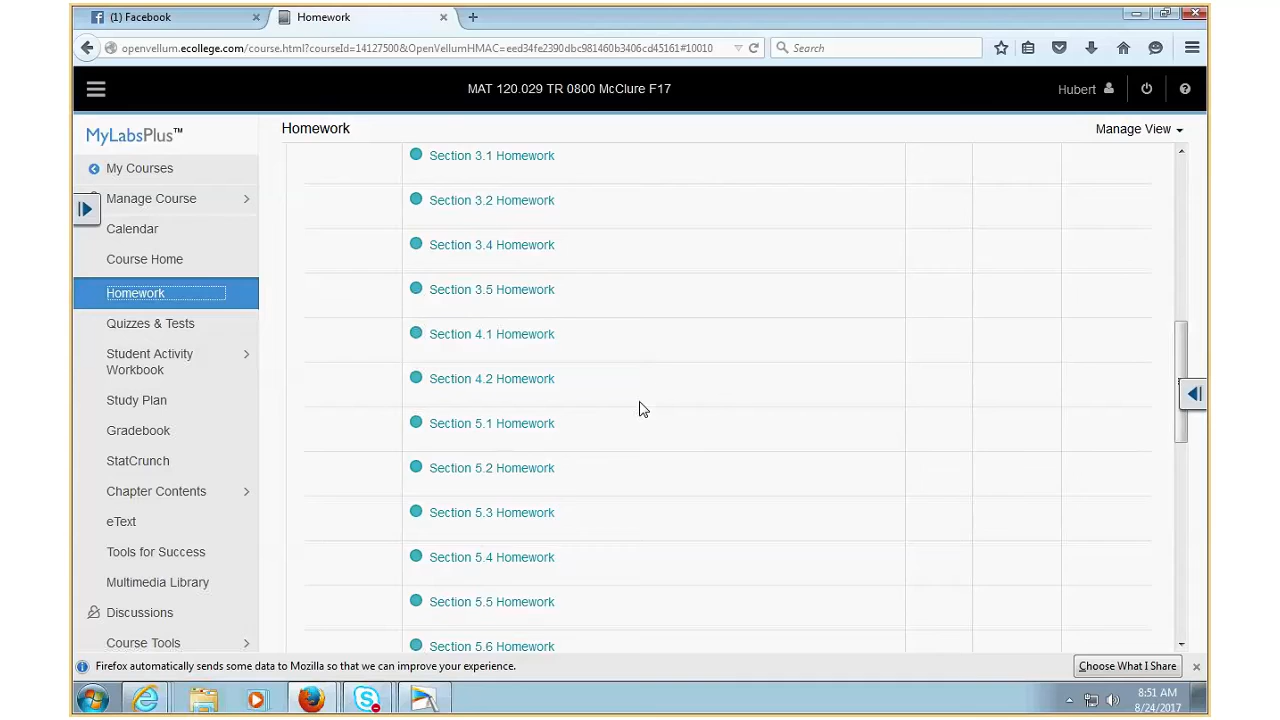 (1) Facebook
Homework
openvellum.ecollege.com/course.html?courseId=14127500&OpenVellumHMAC=eed34fe2390dbc981460b3406cd45161#10010
Search
MAT 120.029 TR 0800 McClure F17
Hubert
MyLabsPlus™
My Courses
Manage Course
Calendar
Course Home
Homework
Quizzes & Tests
Student Activity
Workbook
Study Plan
Gradebook
StatCrunch
Chapter Contents
eText
Tools for Success
Multimedia Library
Discussions
Course Tools
Homework
Manage View
Section 3.1 Homework
Section 3.2 Homework
Section 3.4 Homework
Section 3.5 Homework
Section 4.1 Homework
Section 4.2 Homework
Section 5.1 Homework
Section 5.2 Homework
Section 5.3 Homework
Section 5.4 Homework
Section 5.5 Homework
Section 5.6 Homework
Firefox automatically sends some data to Mozilla so that we can improve your experience.
Choose What I Share
8:51 AM
8/24/2017